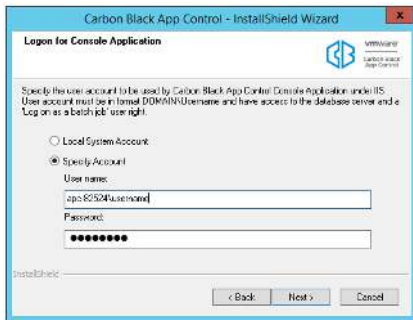 Carbon Black App Control - InstallShield Wizard
x
Logon for Console Application
vmware
Carbon Black
App Control
Specify the user account to be used by Carbon Black App Control Console Application under IIS.
User account must be in format DOMAIN\Username and have access to the database server and a
'Log on as a batch job' user right.
Local System Account
Specify Account
User name:
apc-82524\username
Password:
●●●●●●●●
InstallShield
< Back Next > Cancel